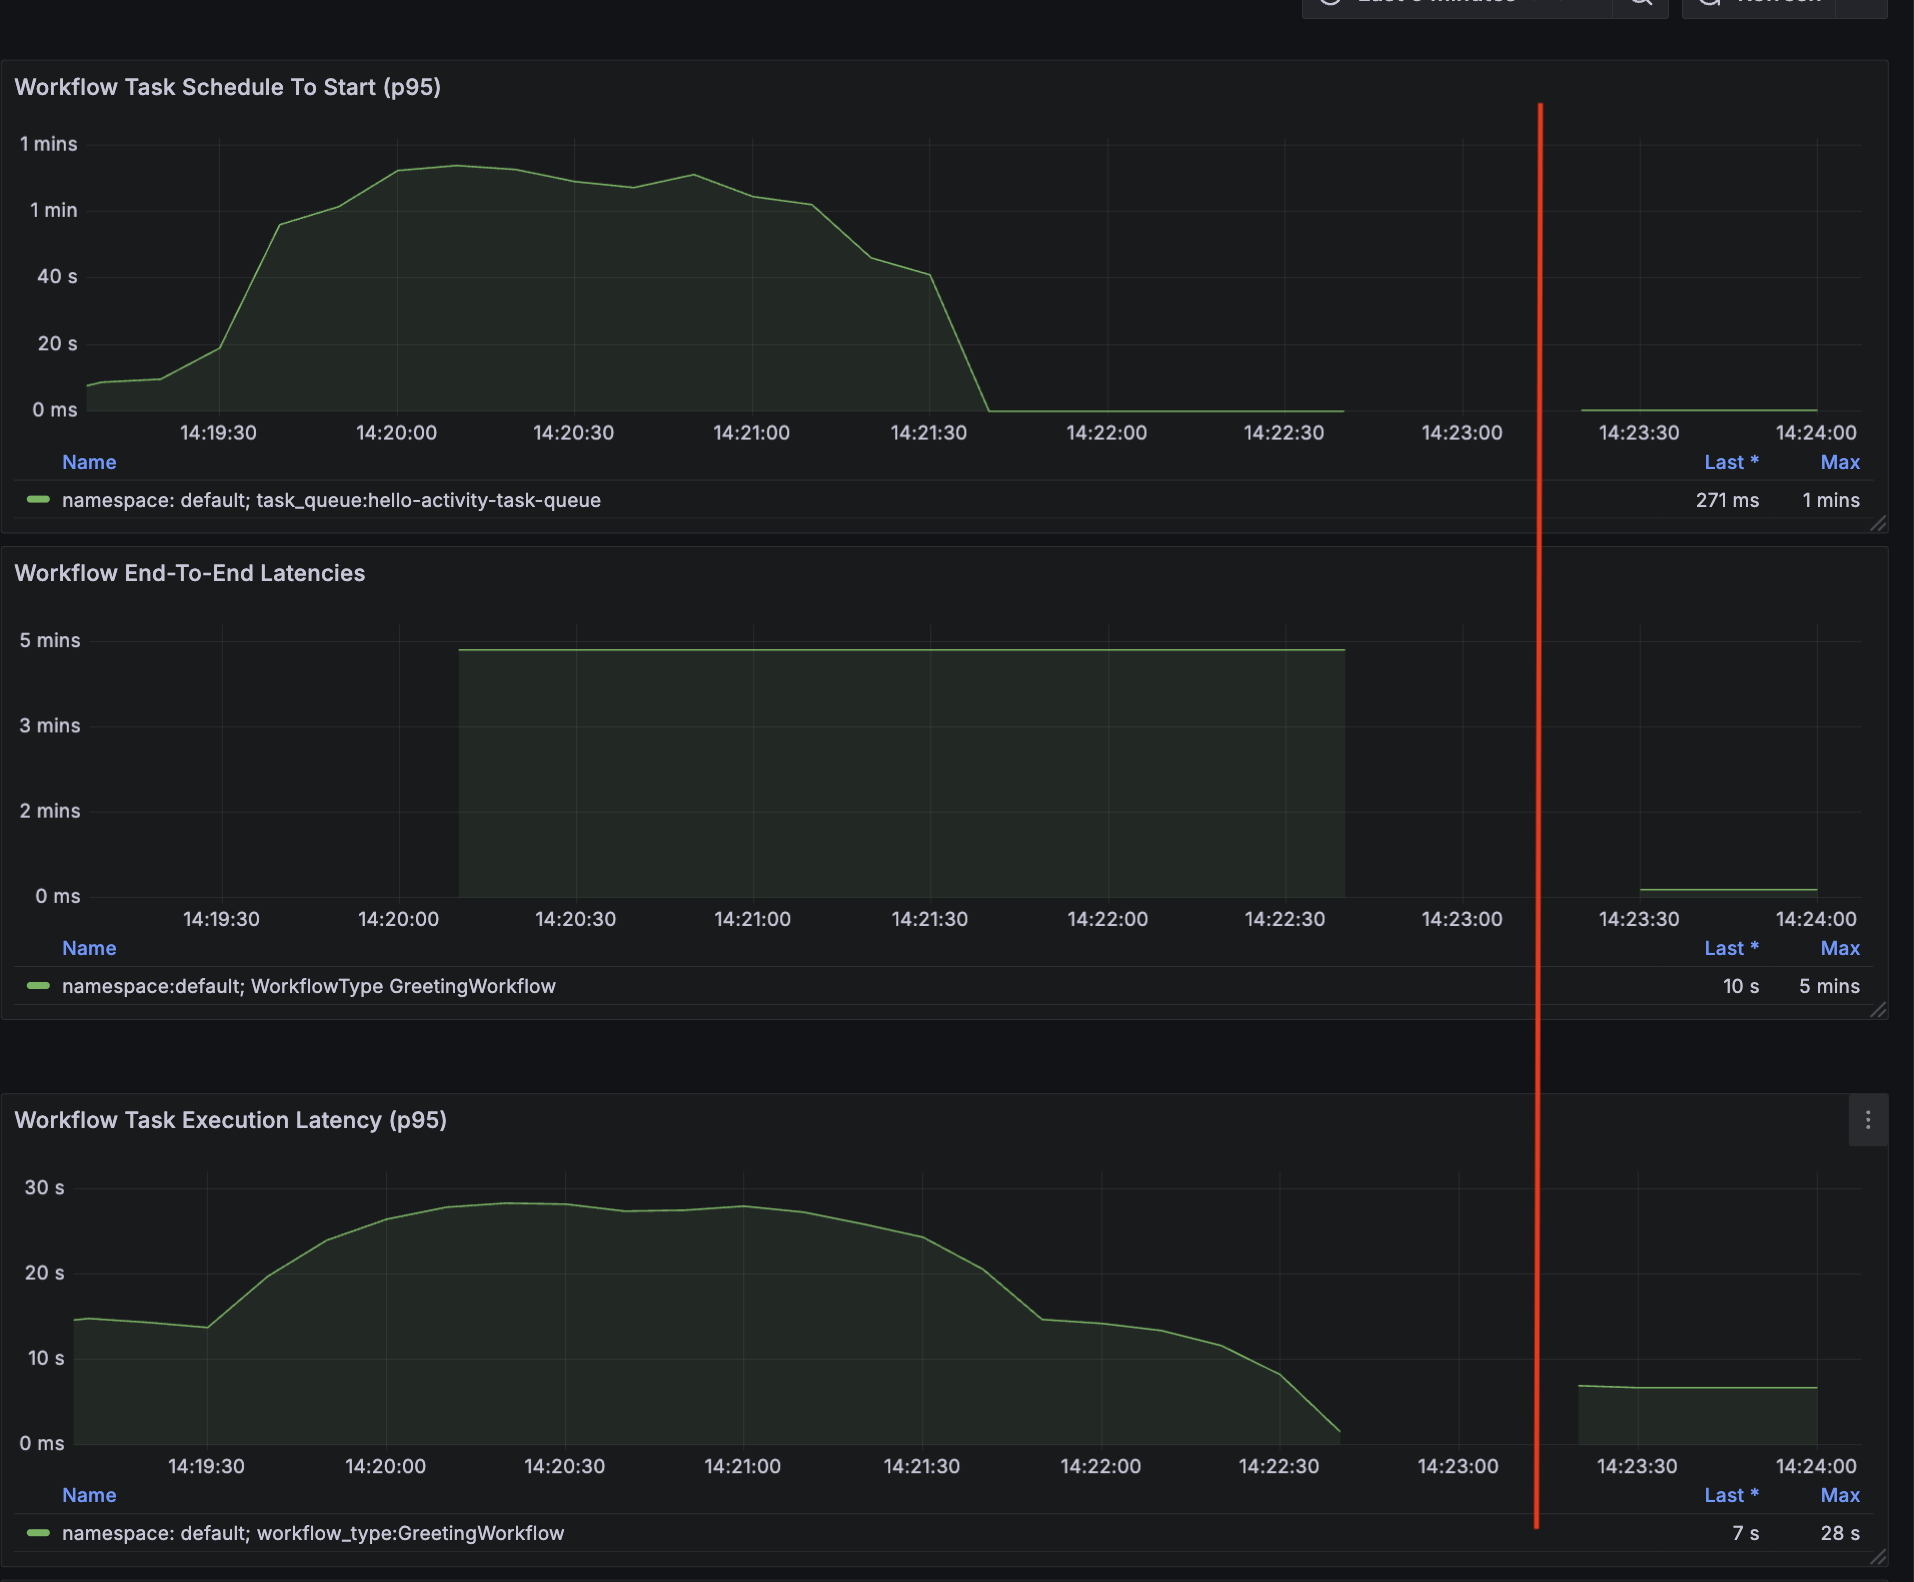 Workflow Task Schedule To Start (p95)
1 mins
1 min
40 s
20 s
0 ms
14:19:30 14:20:00 14:20:30 14:21:00 14:21:30 14:22:00 14:22:30 14:23:00 14:23:30 14:24:00
Name Last * Max
namespace: default; task_queue:hello-activity-task-queue 271 ms 1 mins
Workflow End-To-End Latencies
5 mins
3 mins
2 mins
0 ms
14:19:30 14:20:00 14:20:30 14:21:00 14:21:30 14:22:00 14:22:30 14:23:00 14:23:30 14:24:00
Name Last * Max
namespace:default; WorkflowType GreetingWorkflow 10 s 5 mins
Workflow Task Execution Latency (p95)
30 s
20 s
10 s
0 ms
14:19:30 14:20:00 14:20:30 14:21:00 14:21:30 14:22:00 14:22:30 14:23:00 14:23:30 14:24:00
Name Last * Max
namespace: default; workflow_type:GreetingWorkflow 7 s 28 s